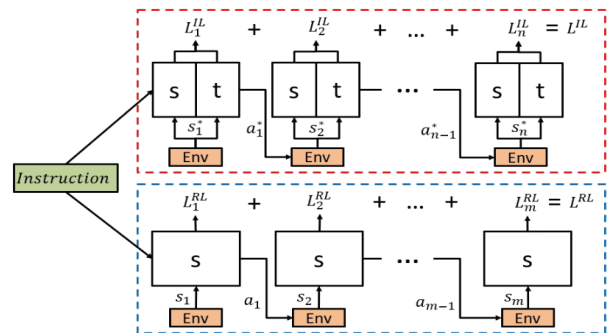 L_1^{IL} + L_2^{IL} + ... + L_n^{IL} = L^{IL}
s t s t ... s t
s_1^* a_1^* s_2^* a_{n-1}^* s_n^*
Env Env Env
Instruction
L_1^{RL} + L_2^{RL} + ... + L_m^{RL} = L^{RL}
s s ... s
s_1 a_1 s_2 a_{m-1} s_m
Env Env Env